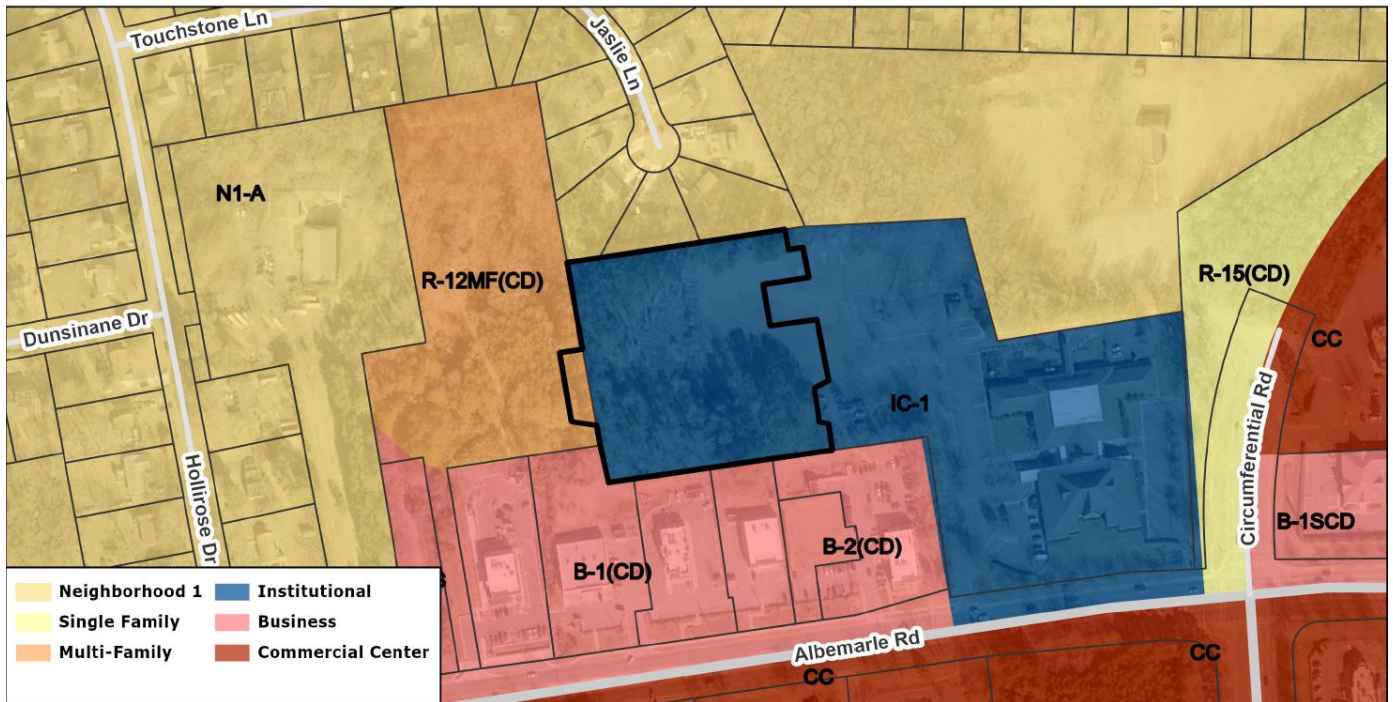 Touchstone Ln
Jaslie Ln
N1-A
R-12MF(CD)
R-15(CD)
Dunsinane Dr
CC
IC-1
Circumferential Rd
Hollirose Dr
B-1SCD
B-2(CD)
B-1(CD)
Albemarle Rd
CC
CC
Neighborhood 1
Institutional
Single Family
Business
Multi-Family
Commercial Center